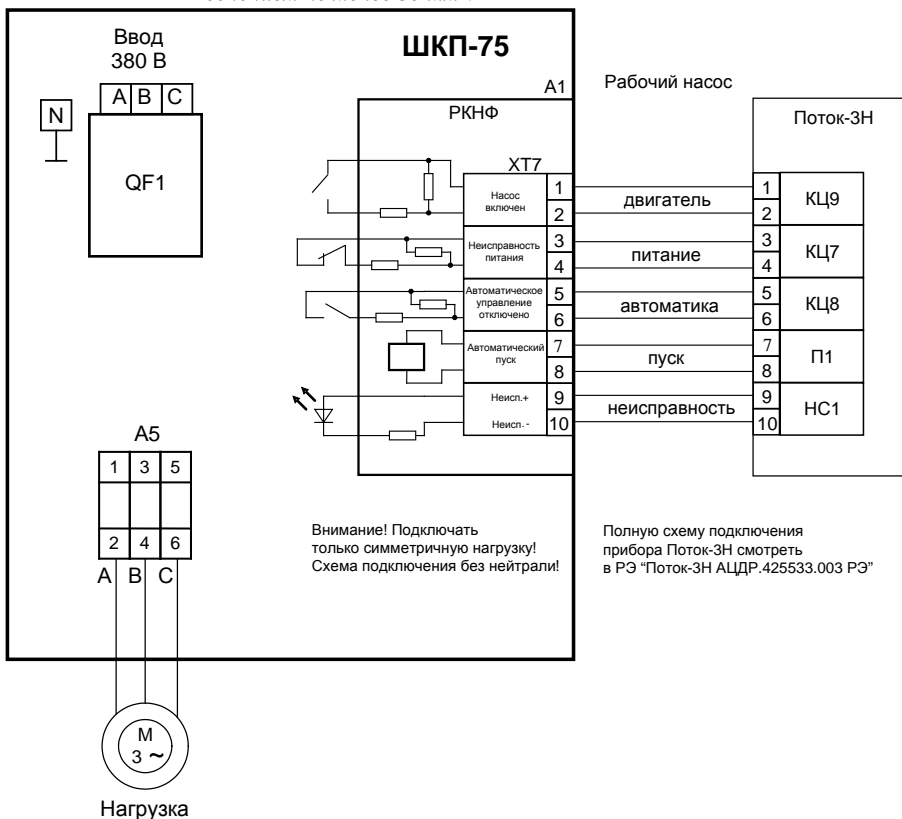 Ввод
380 В
ШКП-75
A B C
N
QF1
A1
РКНФ
XT7
Насос
включен
1
2
Неисправность
питания
3
4
Автоматическое
управление
отключено
5
6
Автоматический
пуск
7
8
Неисп.+
9
Неисп.-
10
Рабочий насос
двигатель
питание
автоматика
пуск
неисправность
Поток-3Н
1
2
КЦ9
3
4
КЦ7
5
6
КЦ8
7
8
П1
9
10
НС1
A5
1 3 5
2 4 6
A B C
Внимание! Подключать
только симметричную нагрузку!
Схема подключения без нейтрали!
Полную схему подключения
прибора Поток-3Н смотреть
в РЭ “Поток-3Н АЦДР.425533.003 РЭ”
М
3 ~
Нагрузка